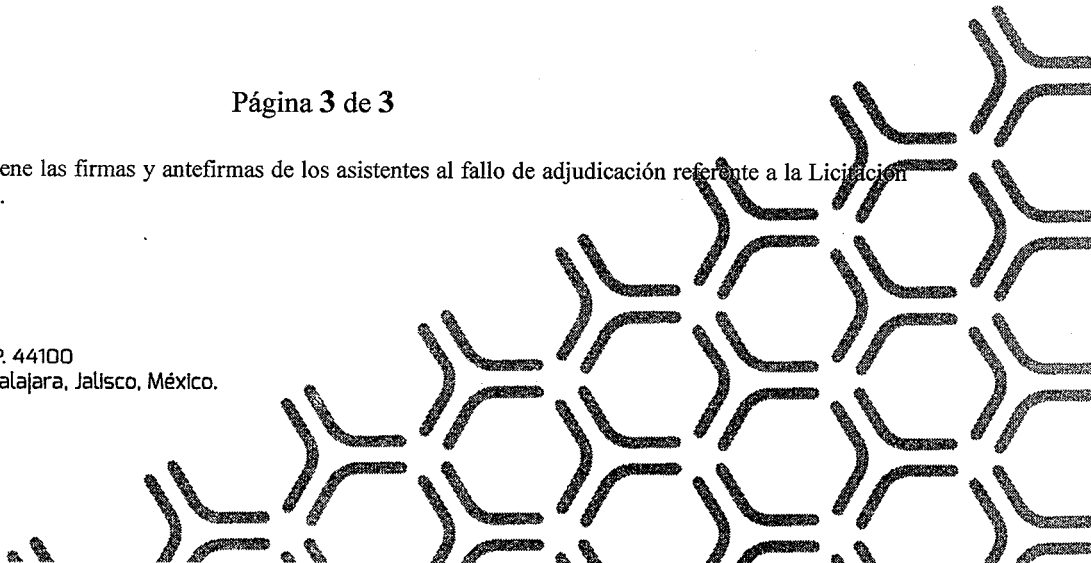 Página 3 de 3
ene las firmas y antefirmas de los asistentes al fallo de adjudicación referente a la Licitación
.
P. 44100
alajara, Jalisco, México.